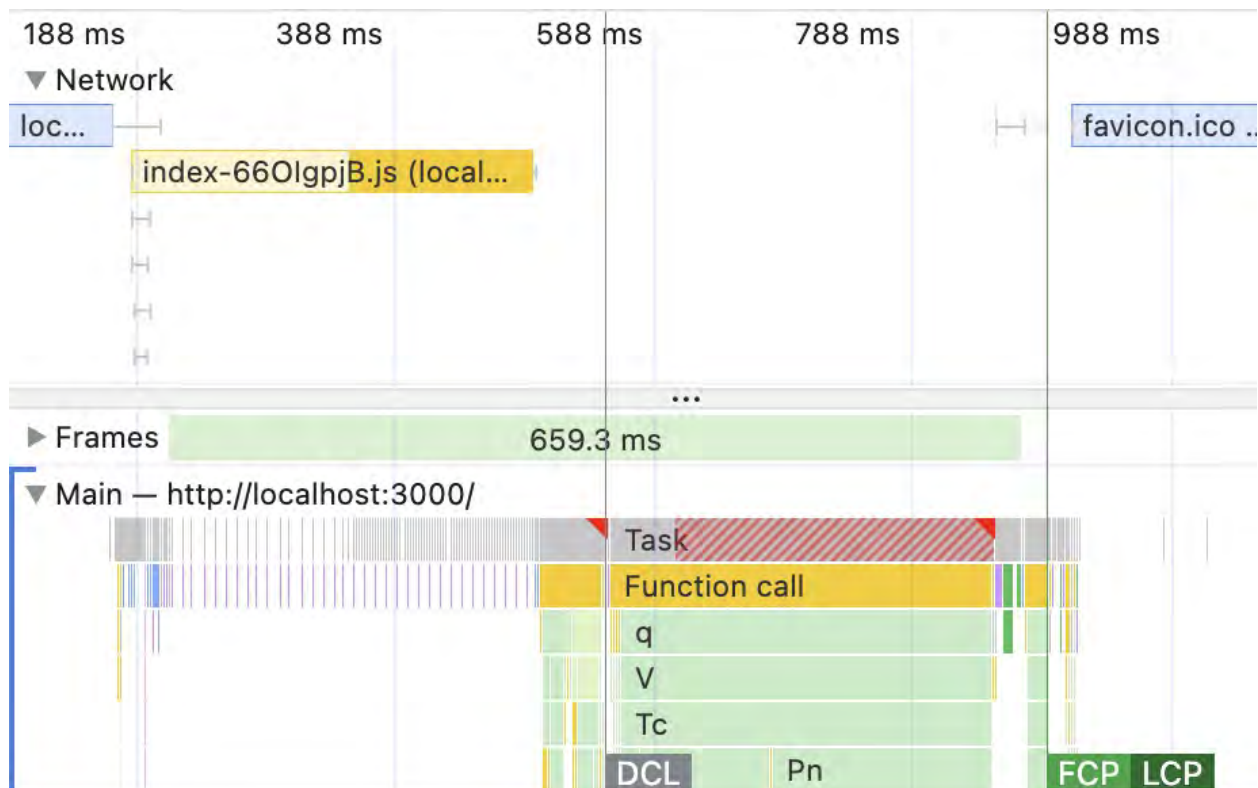 188 ms 388 ms 588 ms 788 ms 988 ms
Network
loc... favicon.ico ..
index-66OIgpjB.js (local...
...
Frames 659.3 ms
Main — http://localhost:3000/
Task
Function call
q
V
Tc
DCL Pn FCP LCP